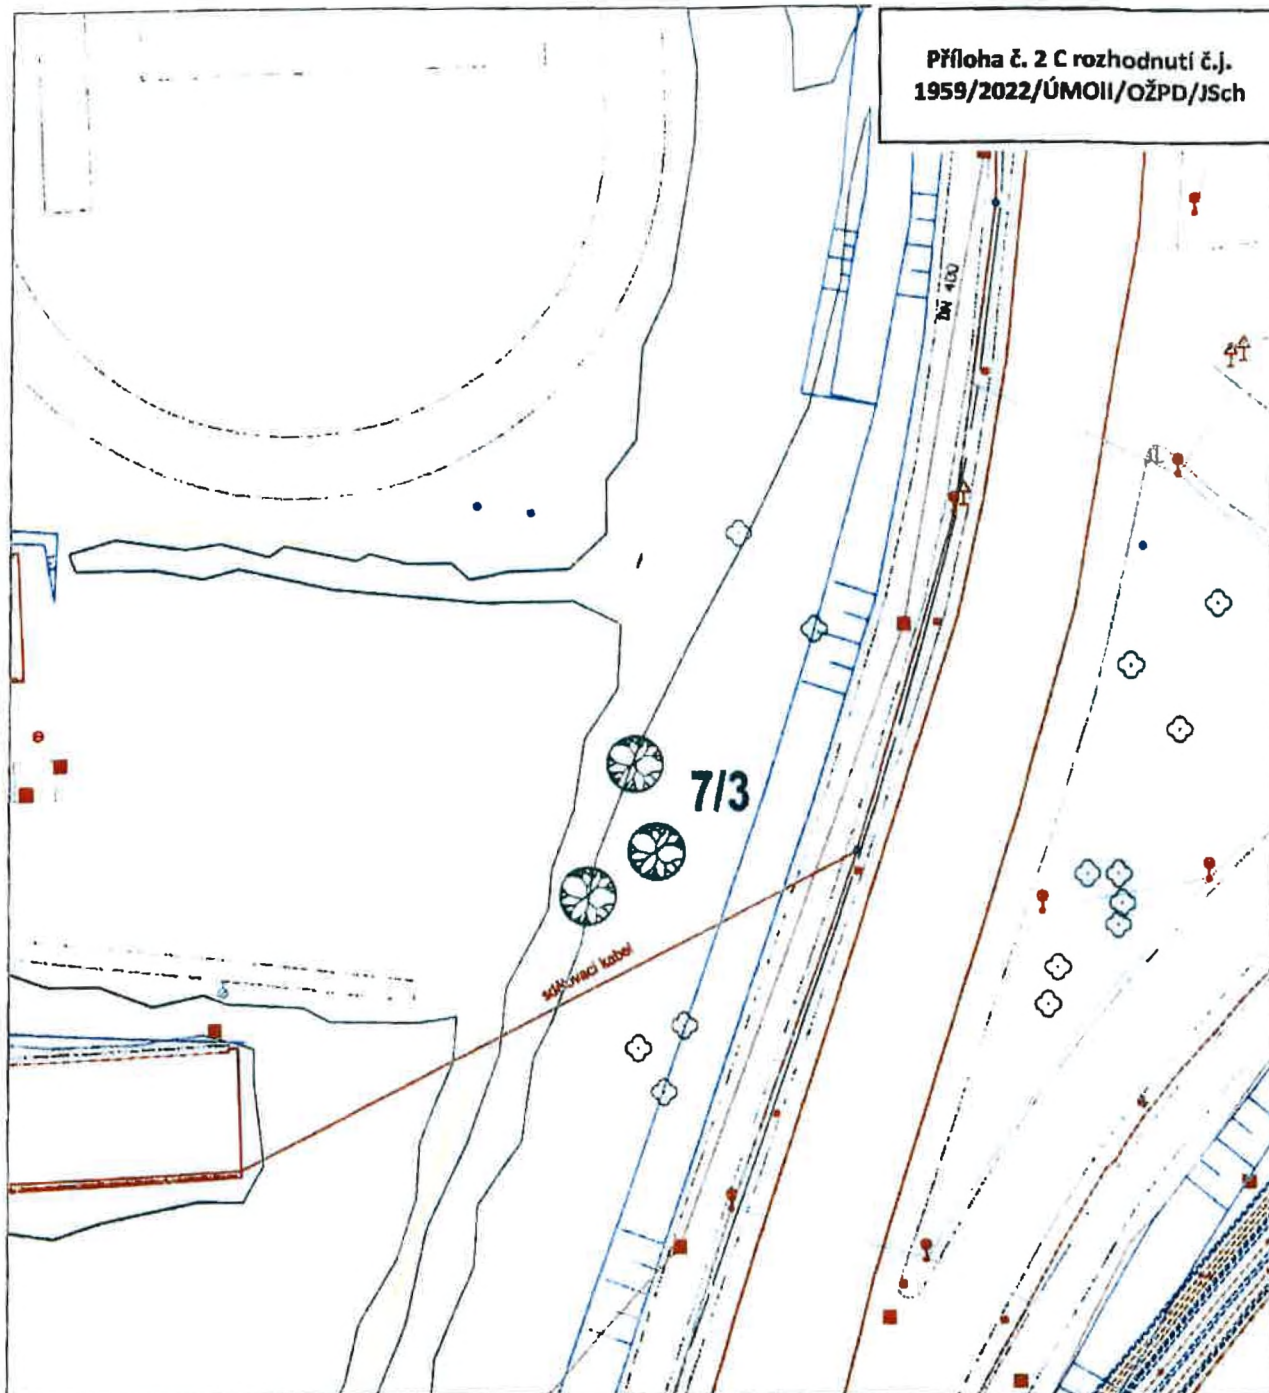 Příloha č. 2 C rozhodnutí č.j.
1959/2022/ÚMOII/OŽPD/JSch
DN 400
7/3
sdělovací kabel